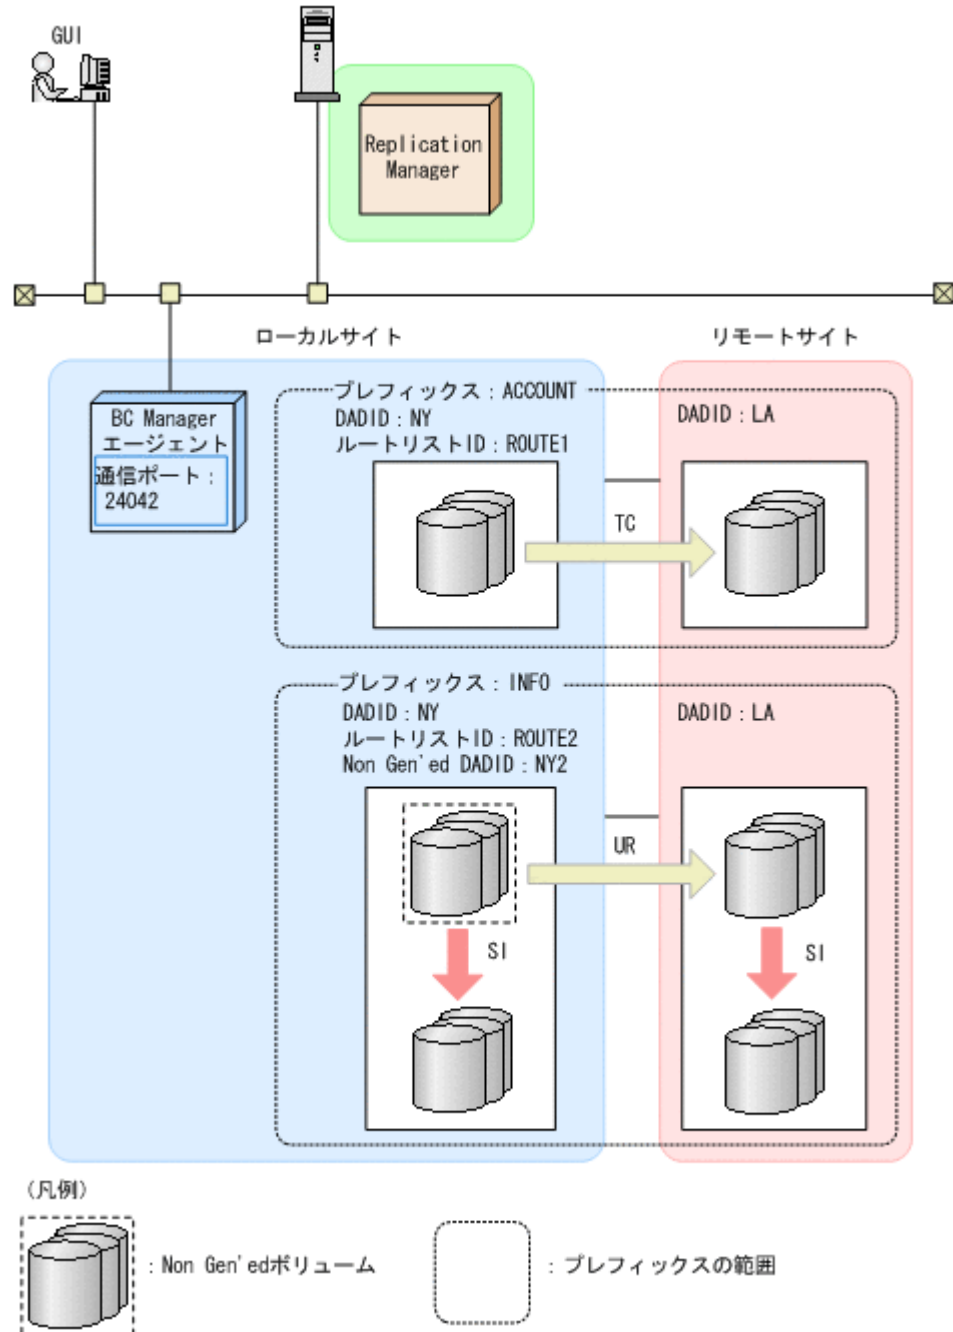 GUI
Replication
Manager
ローカルサイト
リモートサイト
BC Manager
エージェント
通信ポート：
24042
プレフィックス：ACCOUNT
DADID：NY
ルートリストID：ROUTE1
DADID：LA
TC
プレフィックス：INFO
DADID：NY
ルートリストID：ROUTE2
Non Gen'ed DADID：NY2
DADID：LA
UR
SI
SI
（凡例）
：Non Gen'edボリューム
：プレフィックスの範囲